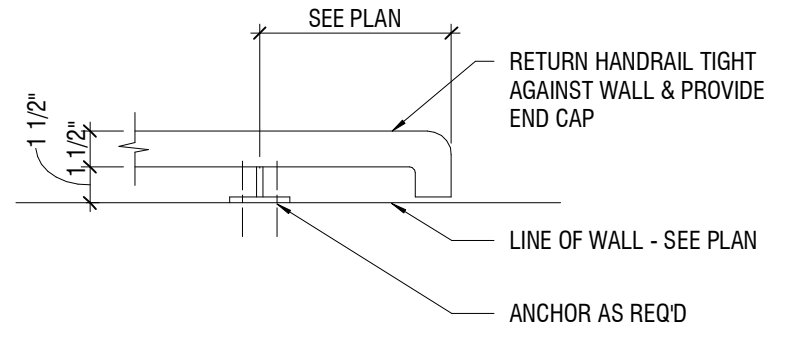 SEE PLAN
RETURN HANDRAIL TIGHT
AGAINST WALL & PROVIDE
END CAP
1 1/2"
1 1/2"
LINE OF WALL - SEE PLAN
ANCHOR AS REQ'D